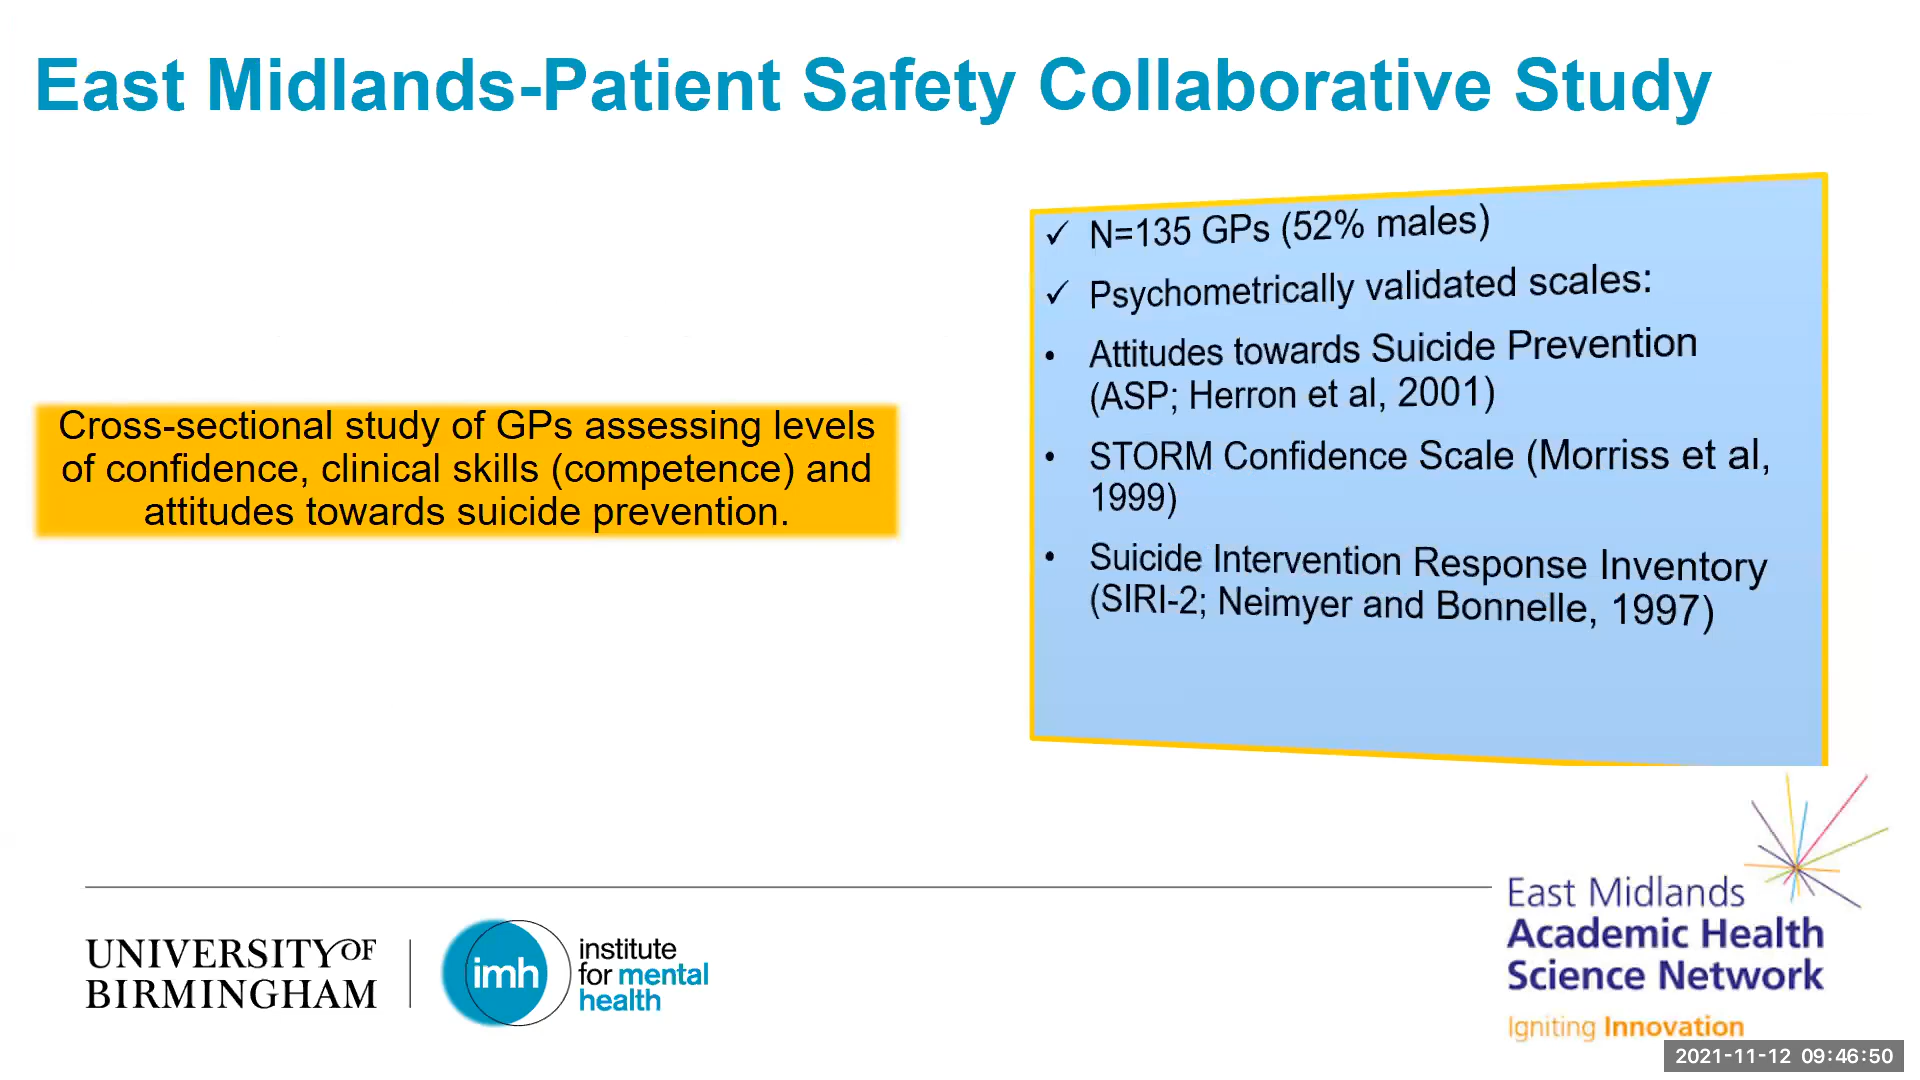 East Midlands-Patient Safety Collaborative Study
Cross-sectional study of GPs assessing levels
of confidence, clinical skills (competence) and
attitudes towards suicide prevention.
✓ N=135 GPs (52% males)
✓ Psychometrically validated scales:
• Attitudes towards Suicide Prevention
(ASP; Herron et al, 2001)
• STORM Confidence Scale (Morriss et al,
1999)
• Suicide Intervention Response Inventory
(SIRI-2; Neimyer and Bonnelle, 1997)
UNIVERSITY OF
BIRMINGHAM
imh
institute
for mental
health
East Midlands
Academic Health
Science Network
Igniting Innovation
2021-11-12 09:46:50